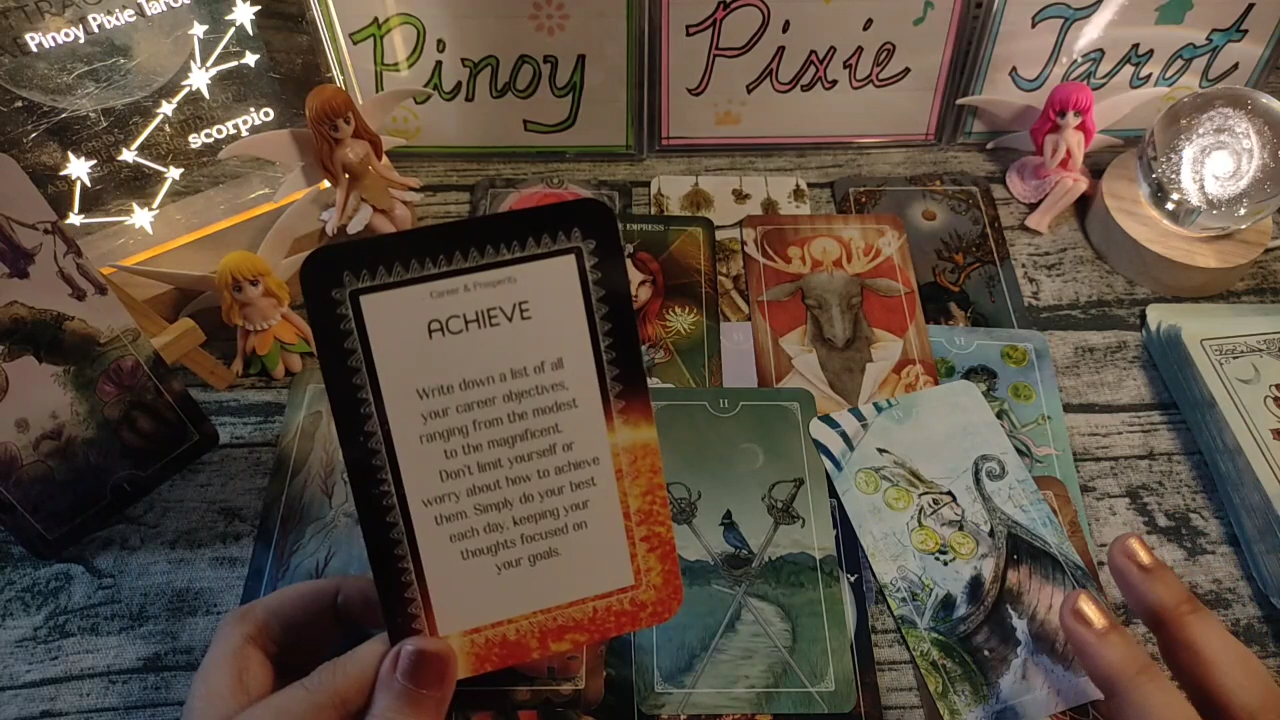 Pinoy Pixie Tarot
scorpio
Pinoy
Pixie
Tarot
EMPRESS
VI
II
Career & Prosperity
ACHIEVE
Write down a list of all
your career objectives,
ranging from the modest
to the magnificent.
Don't limit yourself or
worry about how to achieve
them. Simply do your best
each day, keeping your
thoughts focused on
your goals.